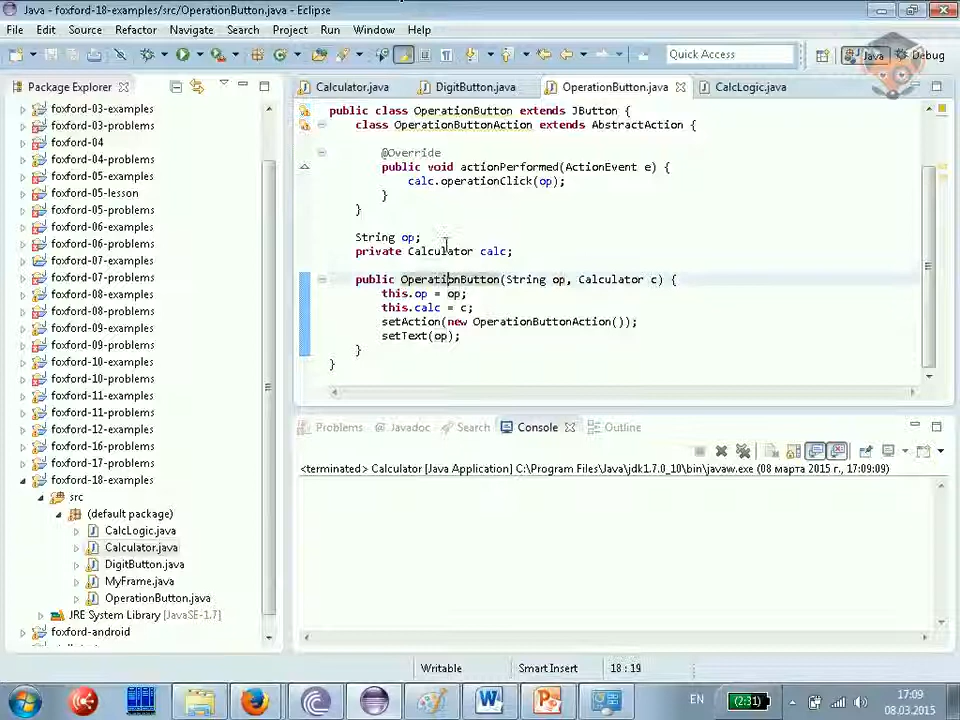 Java - foxford-18-examples/src/OperationButton.java - Eclipse
File Edit Source Refactor Navigate Search Project Run Window Help
Quick Access
Java
Debug
Package Explorer
Calculator.java
DigitButton.java
OperationButton.java
CalcLogic.java
foxford-03-examples
foxford-03-problems
foxford-04
foxford-04-problems
foxford-05-examples
foxford-05-lesson
foxford-05-problems
foxford-06-examples
foxford-06-problems
foxford-07-examples
foxford-07-problems
foxford-08-examples
foxford-08-problems
foxford-09-examples
foxford-09-problems
foxford-10-examples
foxford-10-problems
foxford-11-examples
foxford-11-problems
foxford-12-examples
foxford-16-problems
foxford-17-problems
foxford-18-examples
src
(default package)
CalcLogic.java
Calculator.java
DigitButton.java
MyFrame.java
OperationButton.java
JRE System Library [JavaSE-1.7]
foxford-android
public class OperationButton extends JButton {
class OperationButtonAction extends AbstractAction {
@Override
public void actionPerformed(ActionEvent e) {
calc.operationClick(op);
}
}
String op;
private Calculator calc;
public OperationButton(String op, Calculator c) {
this.op = op;
this.calc = c;
setAction(new OperationButtonAction());
setText(op);
}
}
Problems
Javadoc
Search
Console
Outline
<terminated> Calculator [Java Application] C:\Program Files\Java\jdk1.7.0_10\bin\javaw.exe (08 марта 2015 г., 17:09:09)
Writable
Smart Insert
18 : 19
EN
(2:31)
17:09
08.03.2015